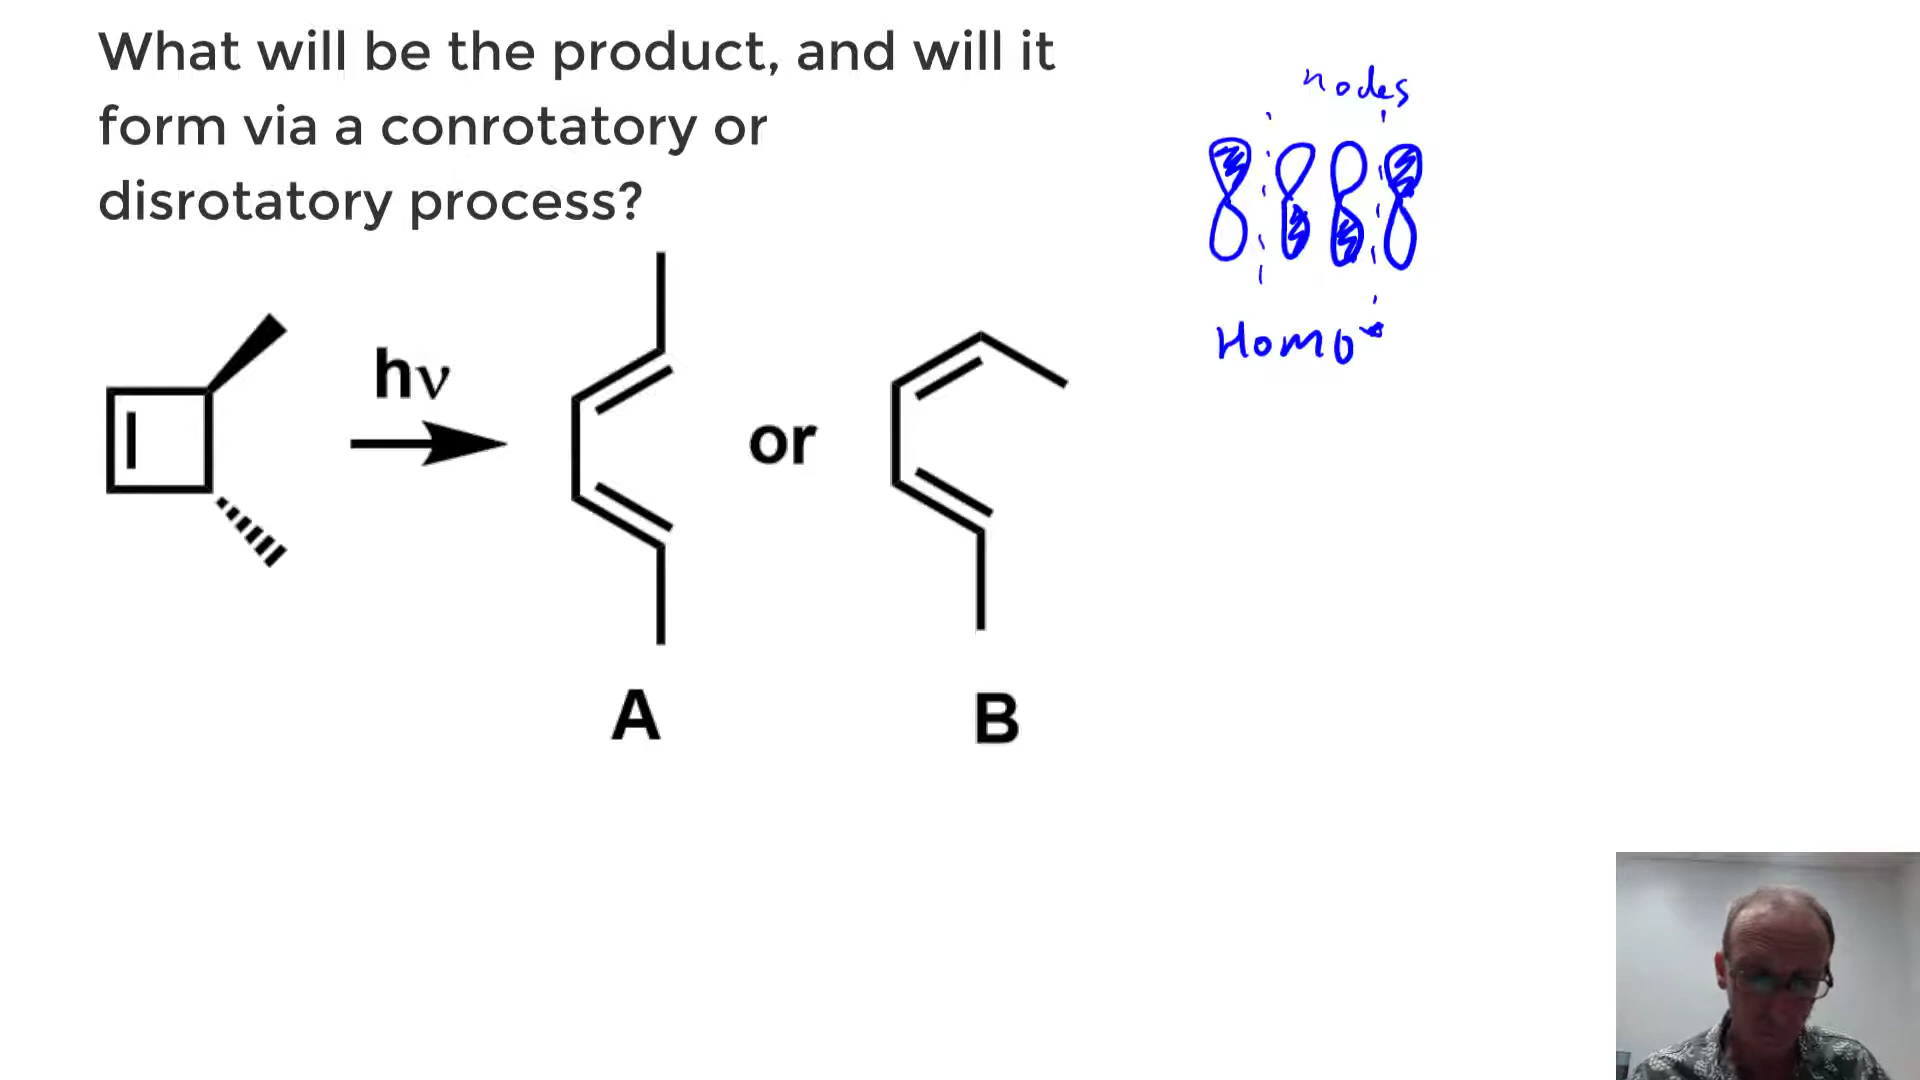 What will be the product, and will it
form via a conrotatory or
disrotatory process?
nodes
HOMO*
hν
or
A
B